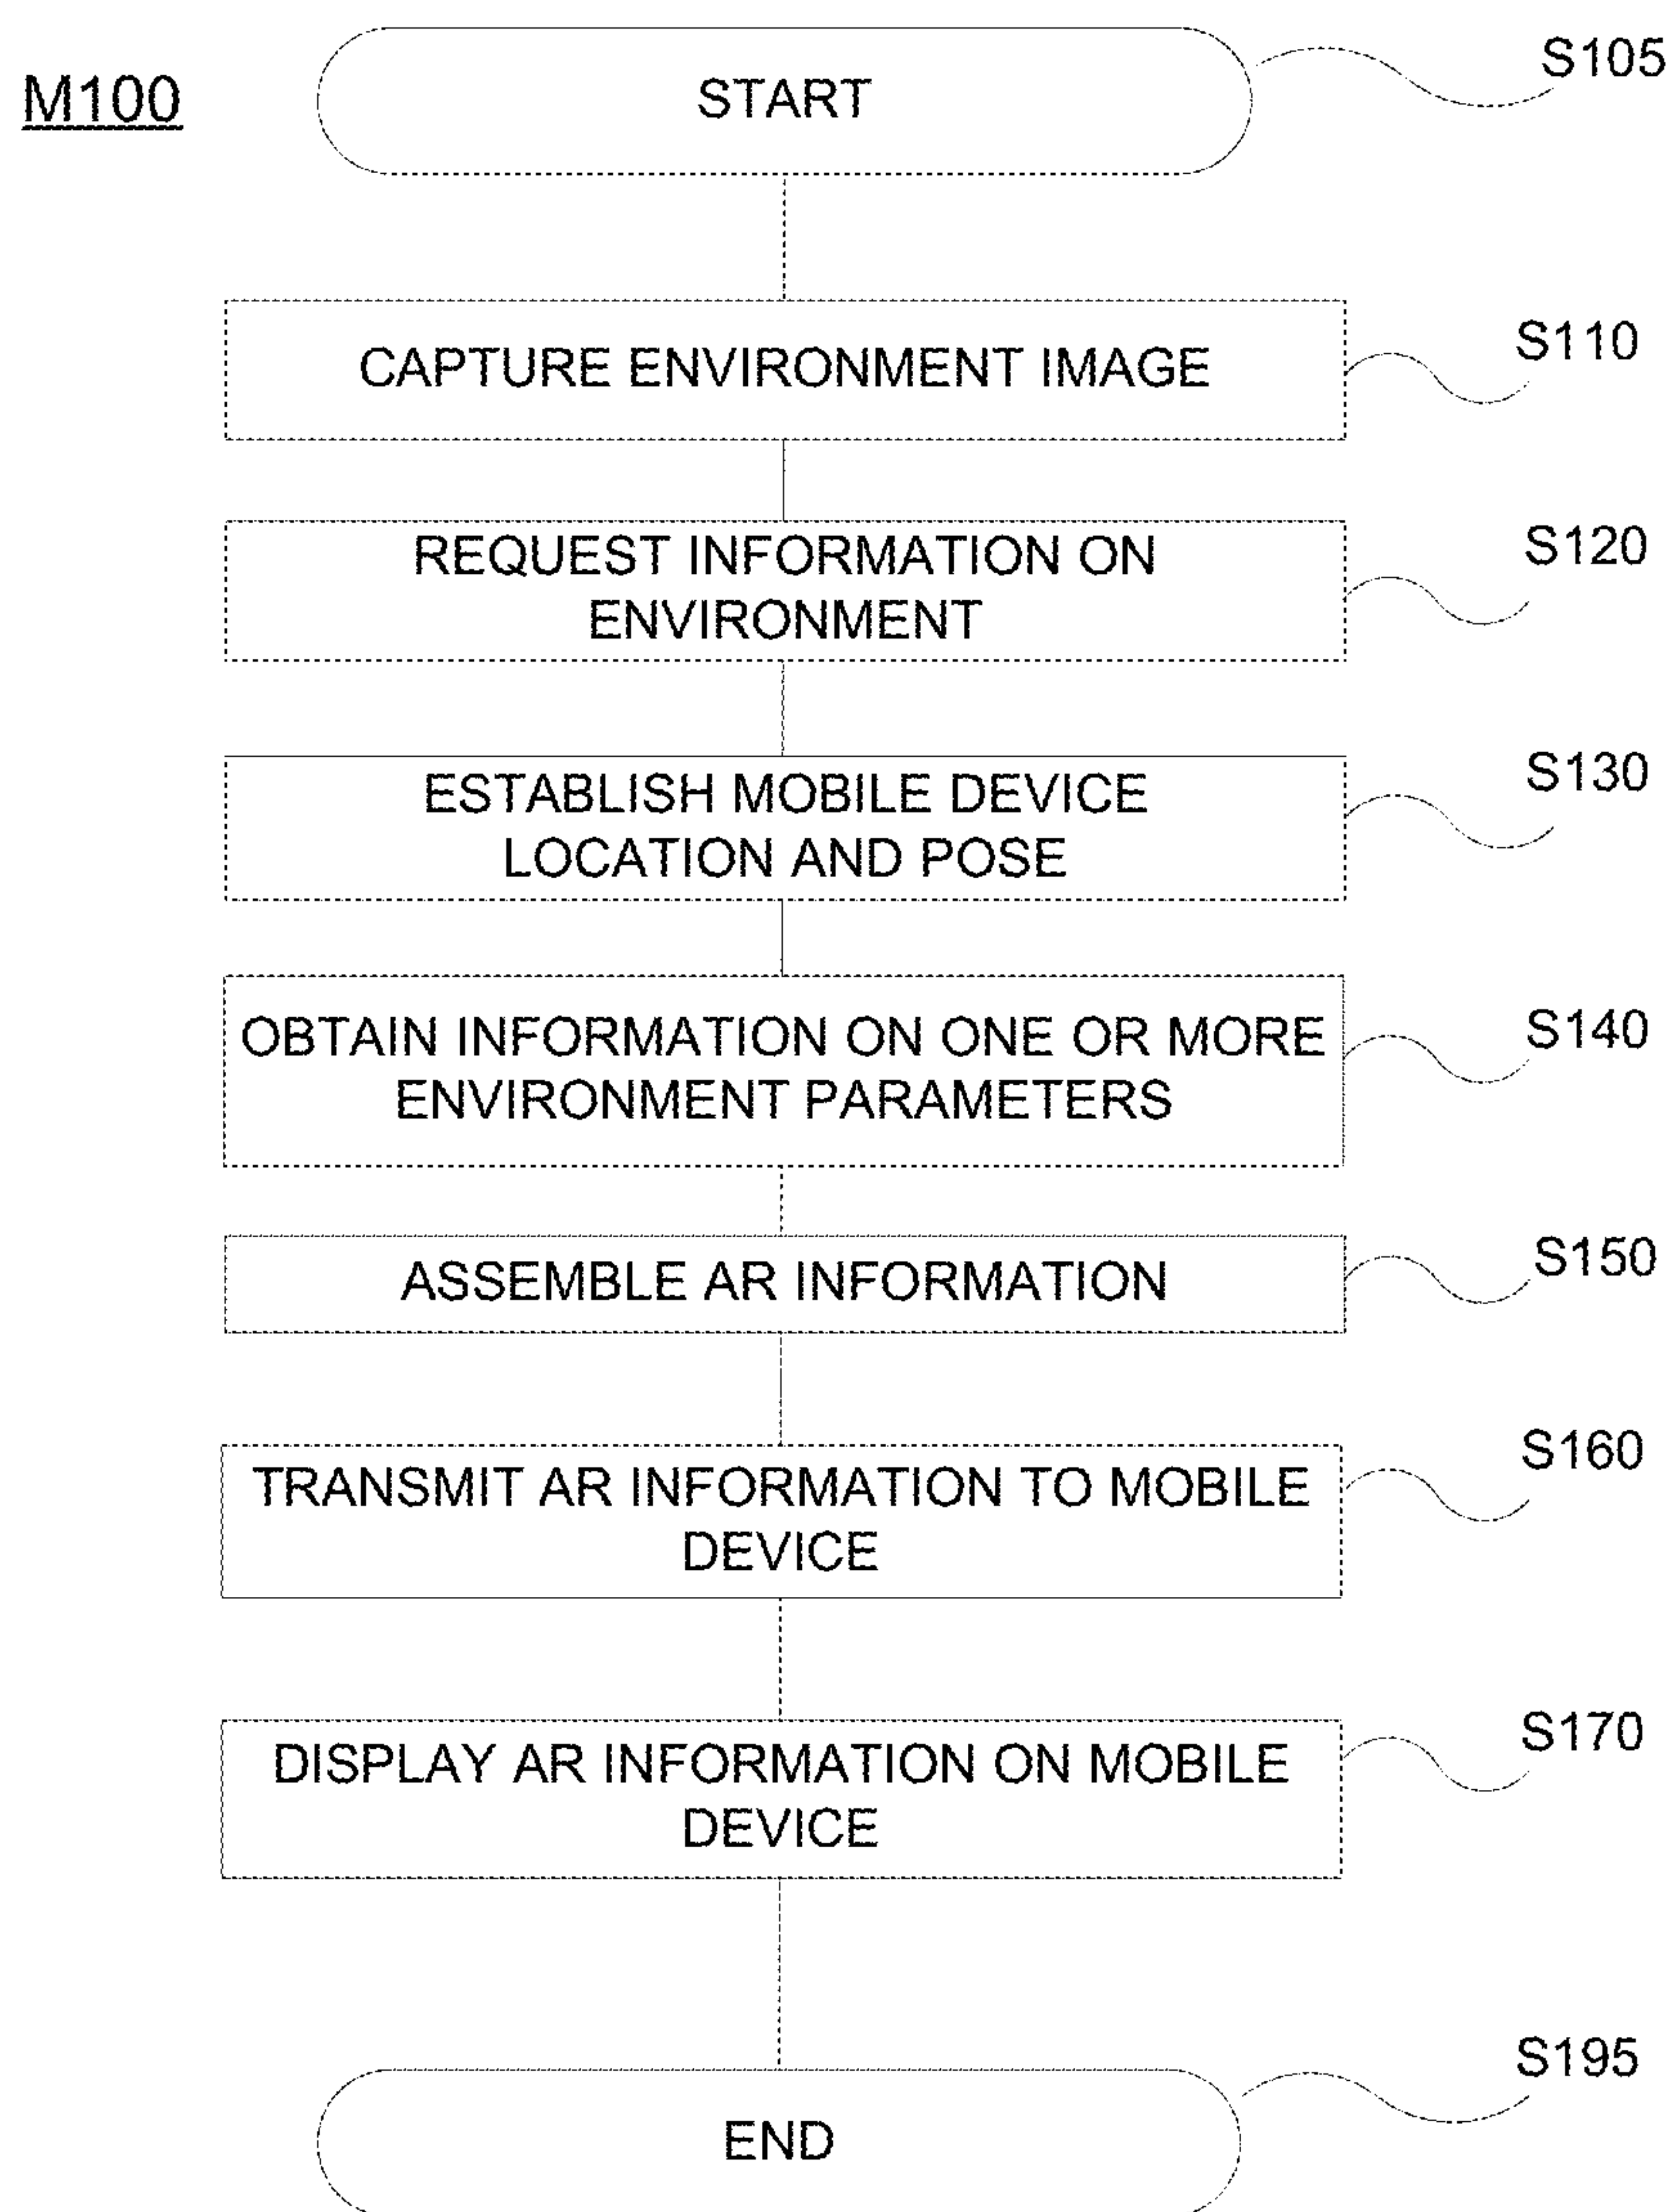 M100
START
S105
CAPTURE ENVIRONMENT IMAGE
S110
REQUEST INFORMATION ON
ENVIRONMENT
S120
ESTABLISH MOBILE DEVICE
LOCATION AND POSE
S130
OBTAIN INFORMATION ON ONE OR MORE
ENVIRONMENT PARAMETERS
S140
ASSEMBLE AR INFORMATION
S150
TRANSMIT AR INFORMATION TO MOBILE
DEVICE
S160
DISPLAY AR INFORMATION ON MOBILE
DEVICE
S170
END
S195